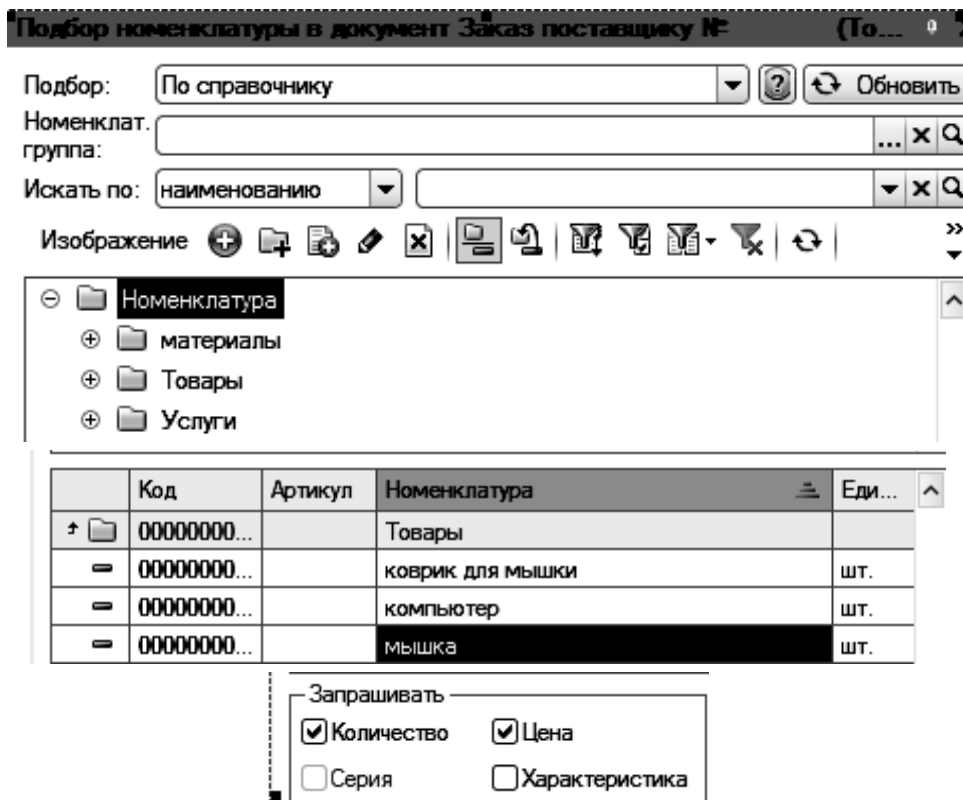 Подбор номенклатуры в документ Заказ поставщику № (То...
Подбор: По справочнику Обновить
Номенклат. группа:
Искать по: наименованию
Изображение
Номенклатура
материалы
Товары
Услуги
Код Артикул Номенклатура Еди...
00000000... Товары
00000000... коврик для мышки шт.
00000000... компьютер шт.
00000000... мышка шт.
Запрашивать
Количество Цена
Серия Характеристика